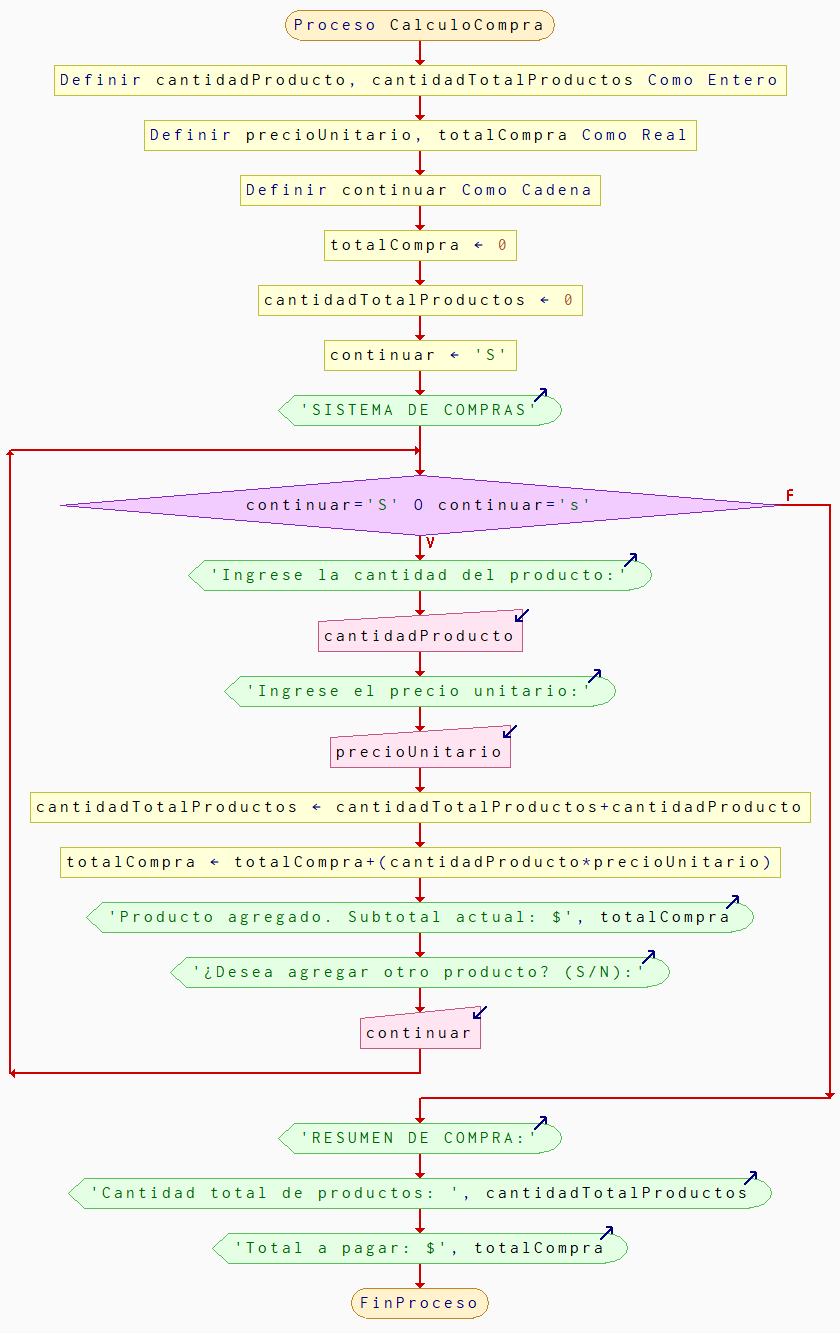 Proceso CalculoCompra
Definir cantidadProducto, cantidadTotalProductos Como Entero
Definir precioUnitario, totalCompra Como Real
Definir continuar Como Cadena
totalCompra ← 0
cantidadTotalProductos ← 0
continuar ← 'S'
'SISTEMA DE COMPRAS'
continuar='S' O continuar='s'
F
V
'Ingrese la cantidad del producto:'
cantidadProducto
'Ingrese el precio unitario:'
precioUnitario
cantidadTotalProductos ← cantidadTotalProductos+cantidadProducto
totalCompra ← totalCompra+(cantidadProducto*precioUnitario)
'Producto agregado. Subtotal actual: $', totalCompra
'¿Desea agregar otro producto? (S/N):'
continuar
'RESUMEN DE COMPRA:'
'Cantidad total de productos: ', cantidadTotalProductos
'Total a pagar: $', totalCompra
FinProceso